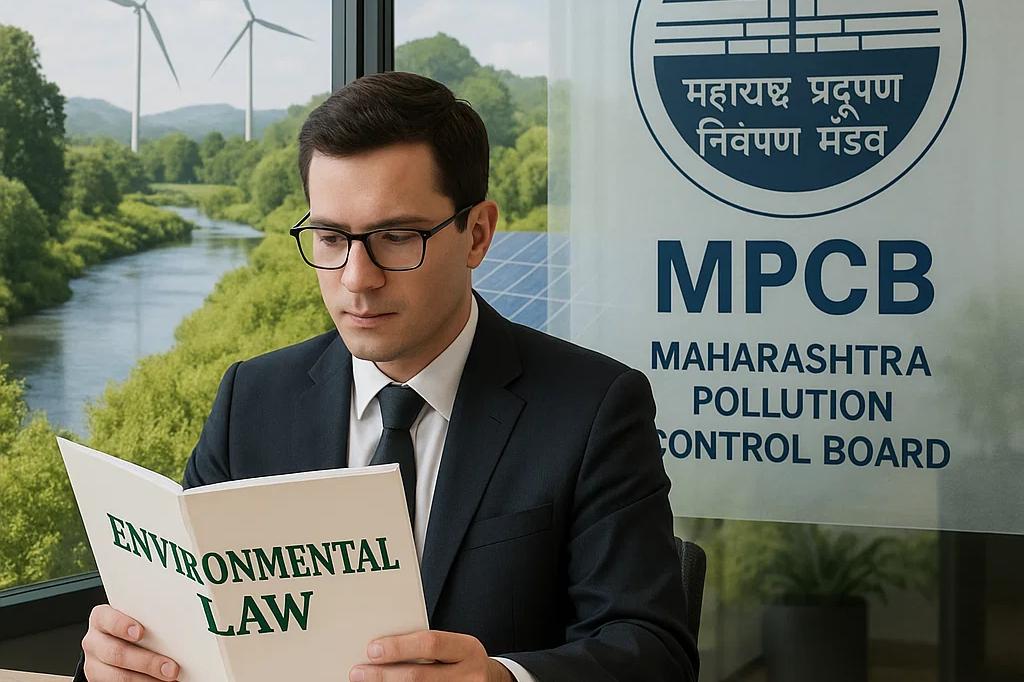 महायष्ट्र प्रदूपण
निवंपण मॅडव
MPCB
MAHARASHTRA
POLLUTION
CONTROL BOARD
ENVIRONMENTAL
LAW